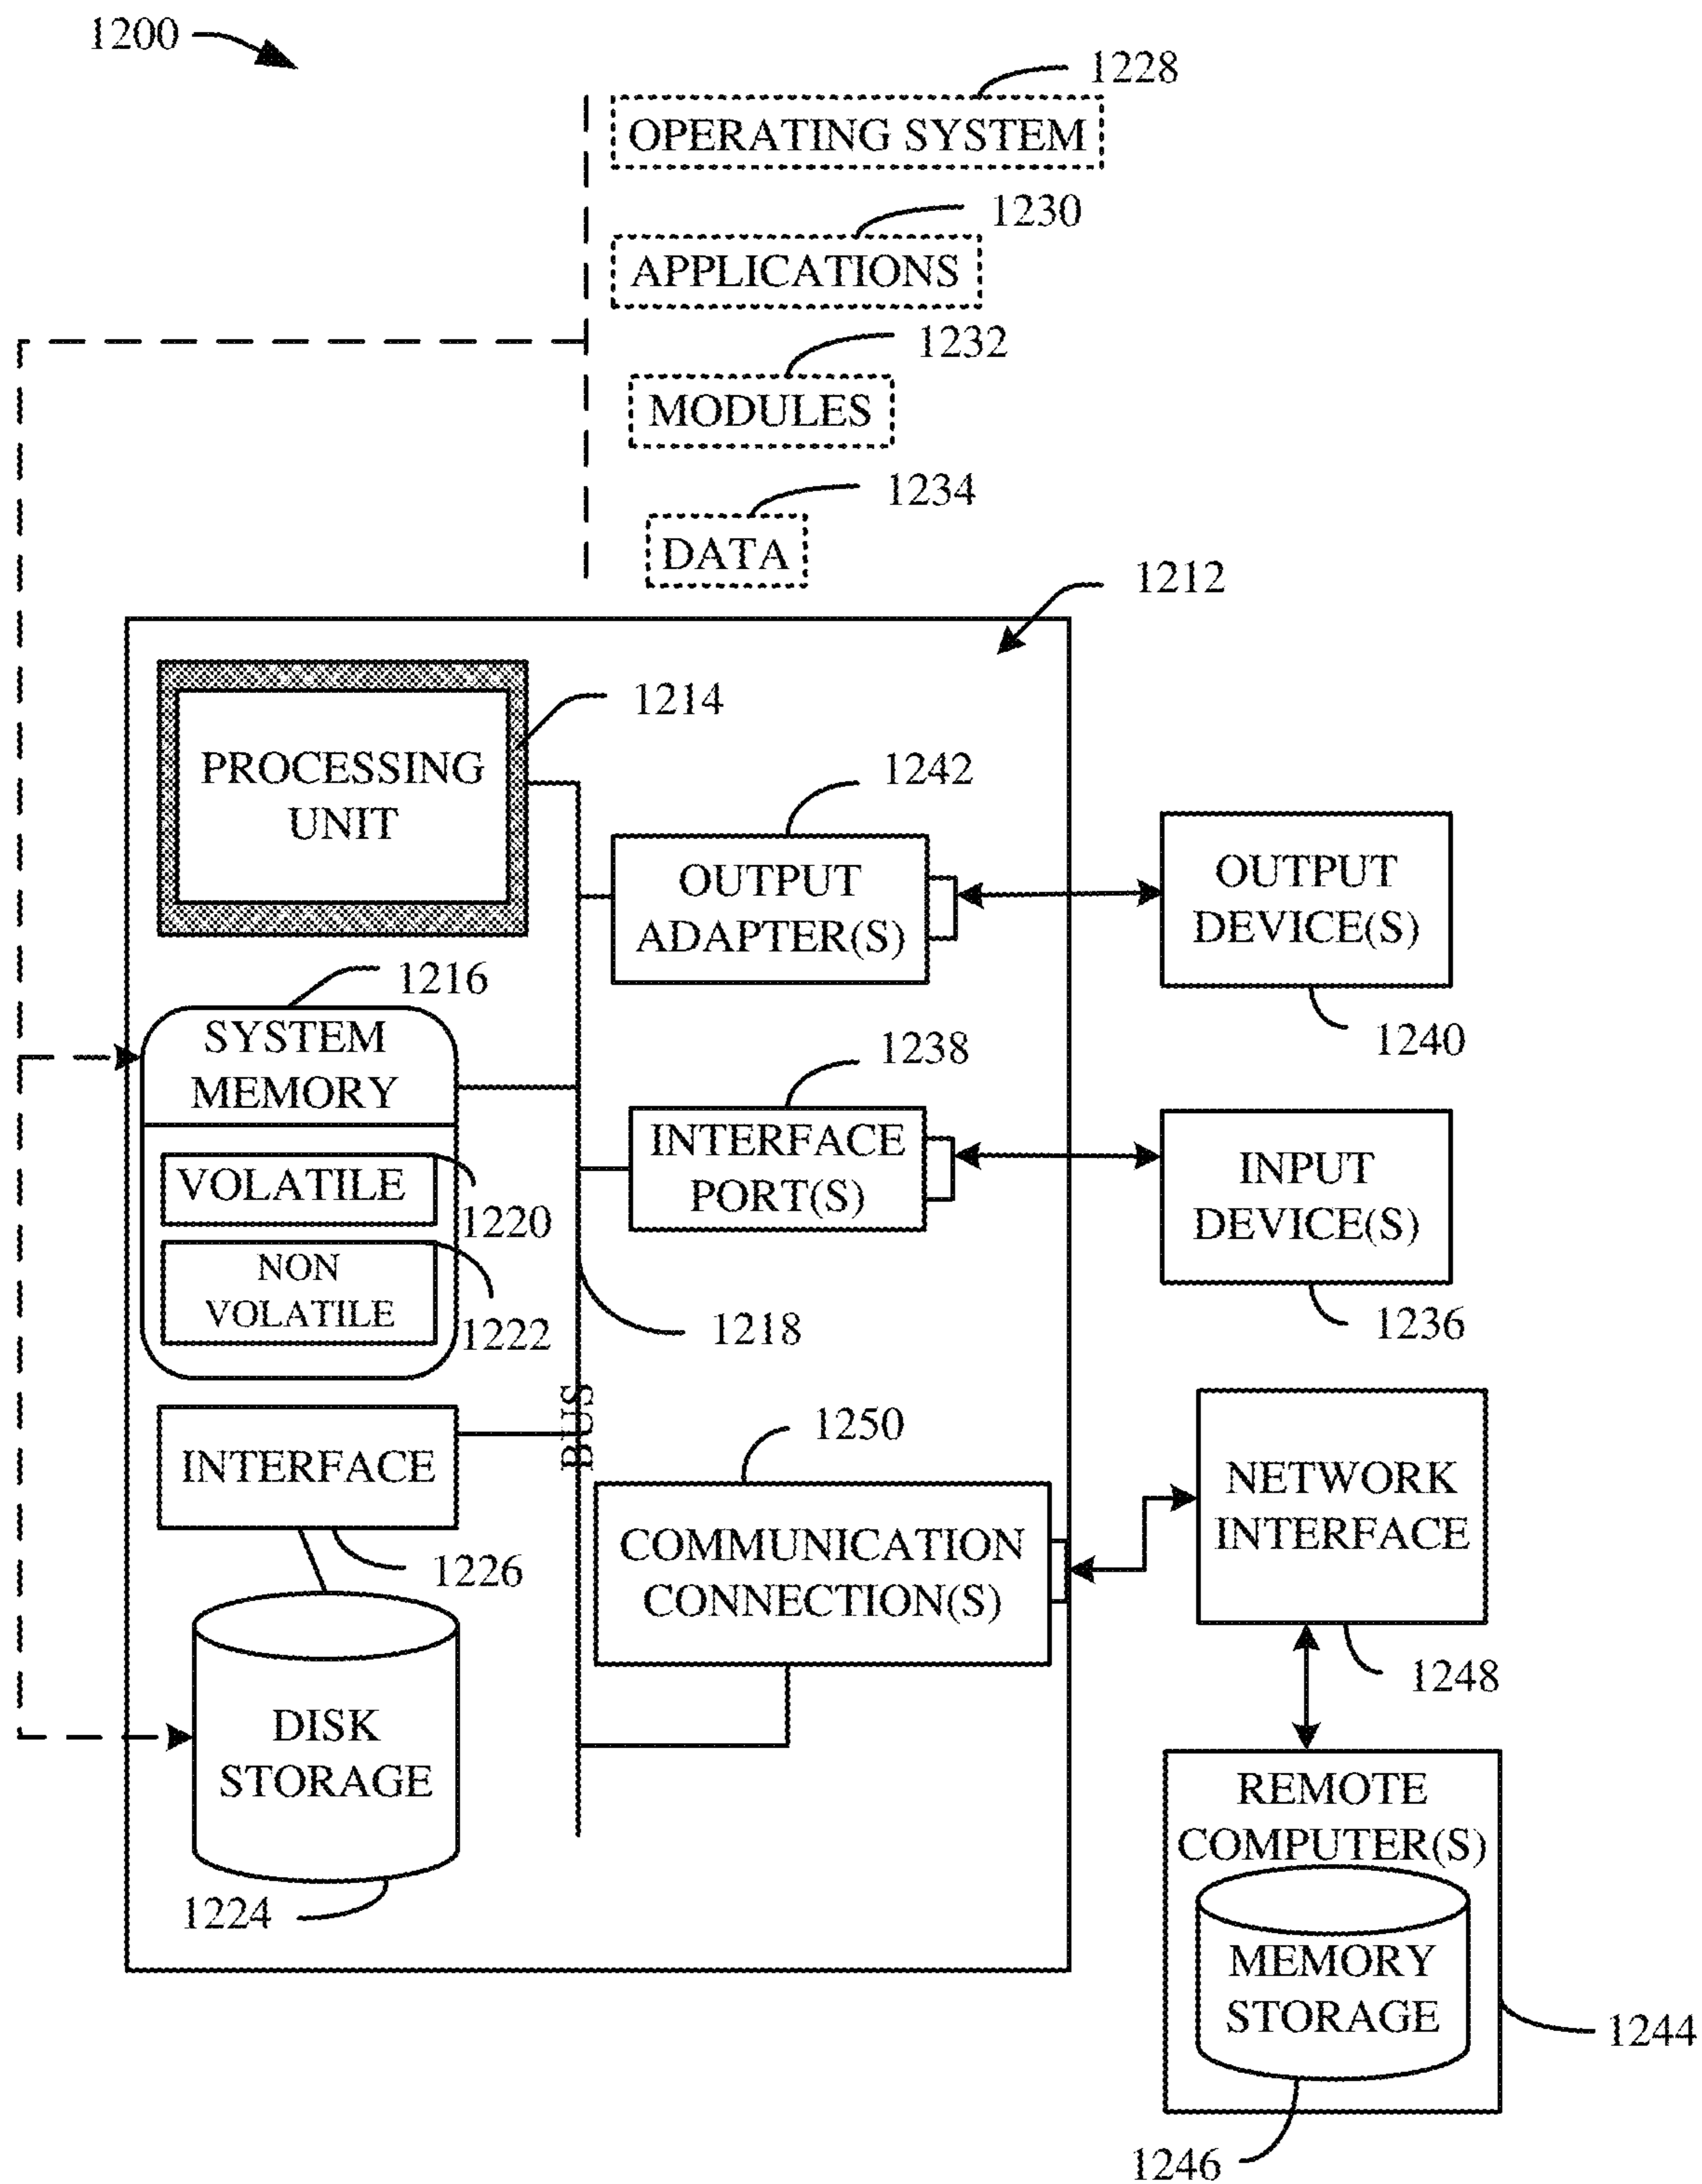 1200
1228
OPERATING SYSTEM
1230
APPLICATIONS
1232
MODULES
1234
DATA
1212
1214
PROCESSING
UNIT
1242
OUTPUT
ADAPTER(S)
OUTPUT
DEVICE(S)
1240
1216
SYSTEM
MEMORY
VOLATILE
1220
NON
VOLATILE
1222
1238
INTERFACE
PORT(S)
INPUT
DEVICE(S)
1236
1218
BUS
INTERFACE
1226
1250
COMMUNICATION
CONNECTION(S)
NETWORK
INTERFACE
1248
DISK
STORAGE
1224
REMOTE
COMPUTER(S)
MEMORY
STORAGE
1244
1246